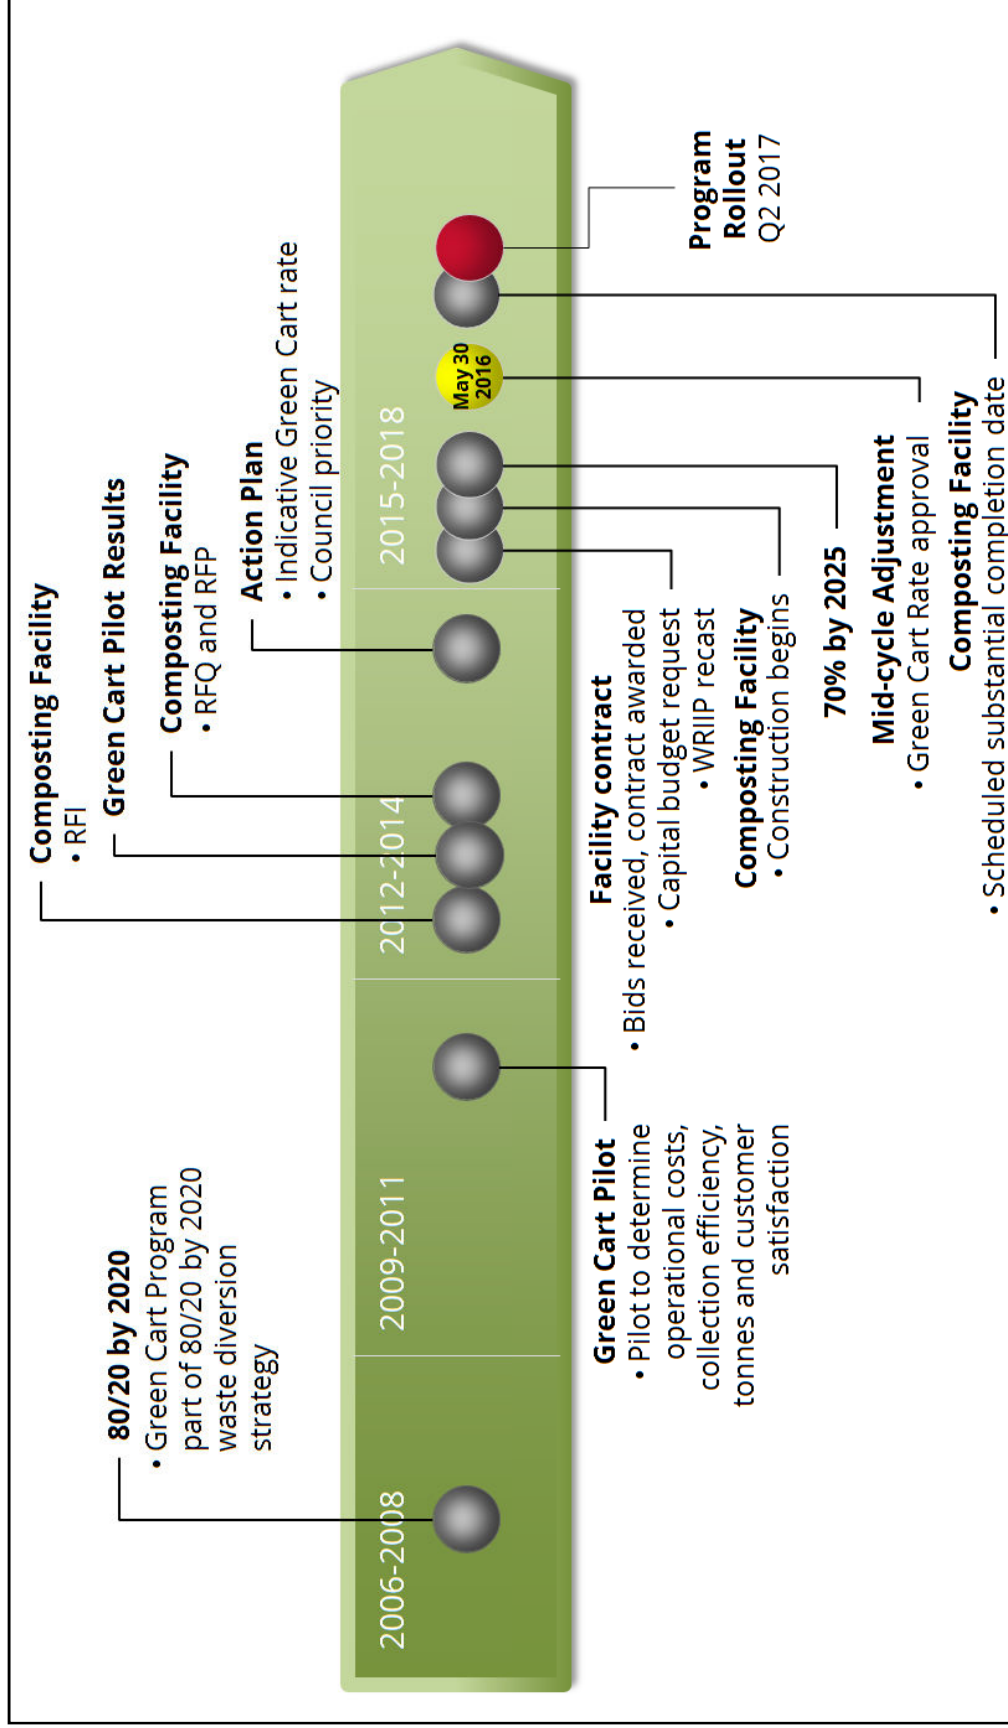 80/20 by 2020
• Green Cart Program
part of 80/20 by 2020
waste diversion
strategy
Composting Facility
• RFI
Green Cart Pilot Results
Composting Facility
• RFQ and RFP
Action Plan
• Indicative Green Cart rate
• Council priority
2006-2008
2009-2011
2012-2014
2015-2018
May 30
2016
Green Cart Pilot
• Pilot to determine
operational costs,
collection efficiency,
tonnes and customer
satisfaction
Facility contract
• Bids received, contract awarded
• Capital budget request
• WRIIP recast
Composting Facility
• Construction begins
70% by 2025
Mid-cycle Adjustment
• Green Cart Rate approval
Composting Facility
• Scheduled substantial completion date
Program
Rollout
Q2 2017